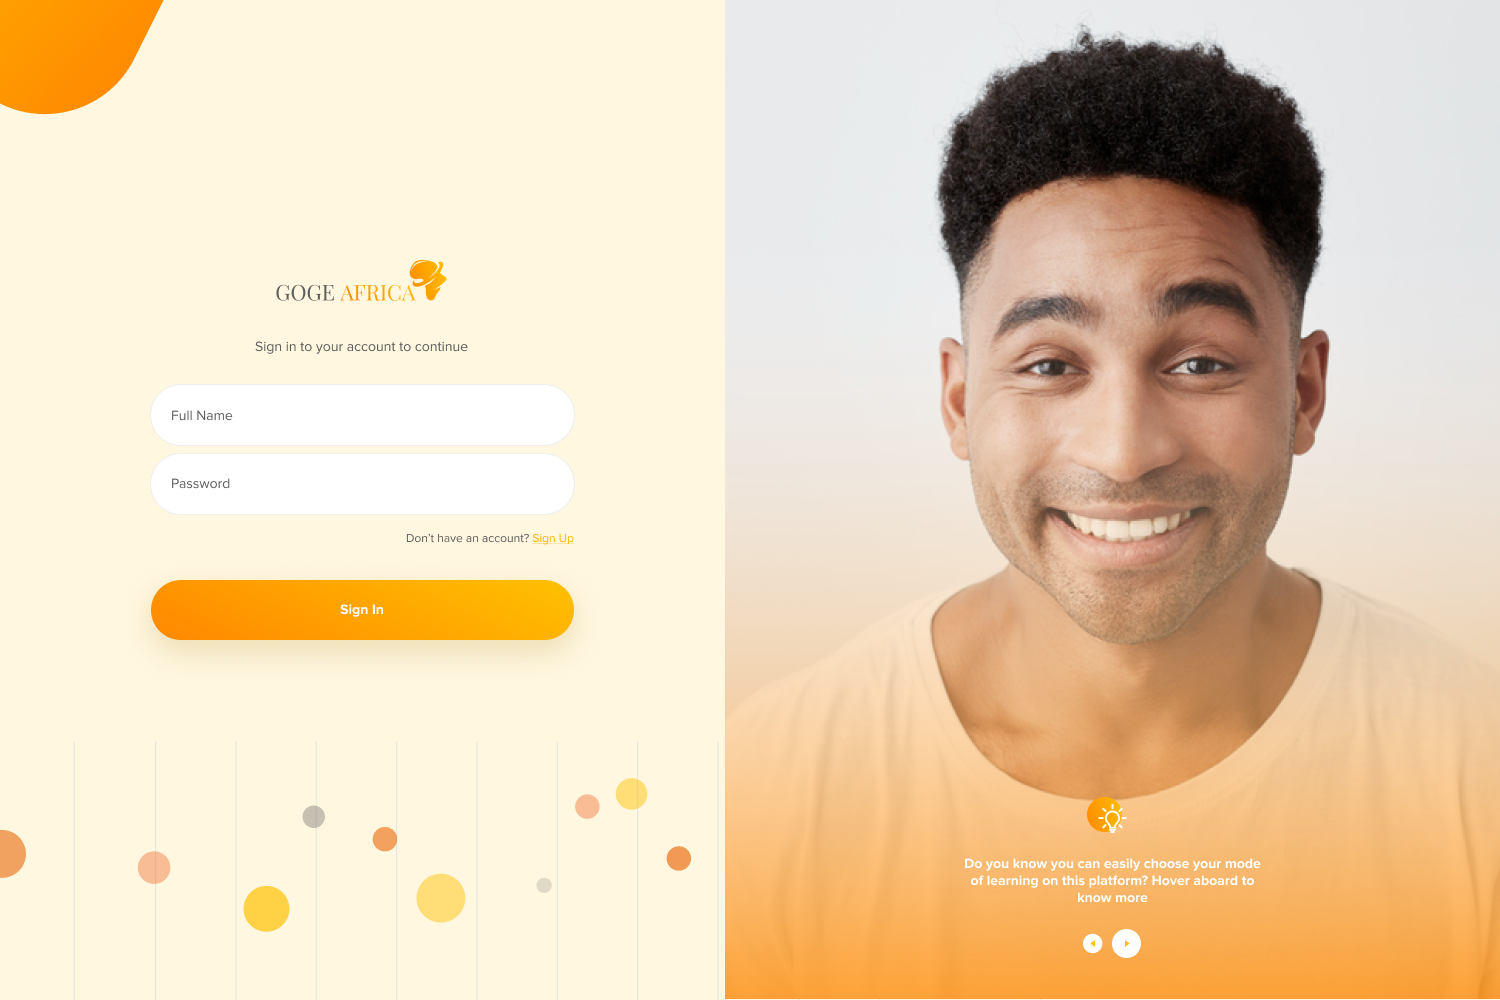 GOGE AFRICA
Sign in to your account to continue
Full Name
Password
Don't have an account? Sign Up
Sign In
Do you know you can easily choose your mode
of learning on this platform? Hover aboard to
know more